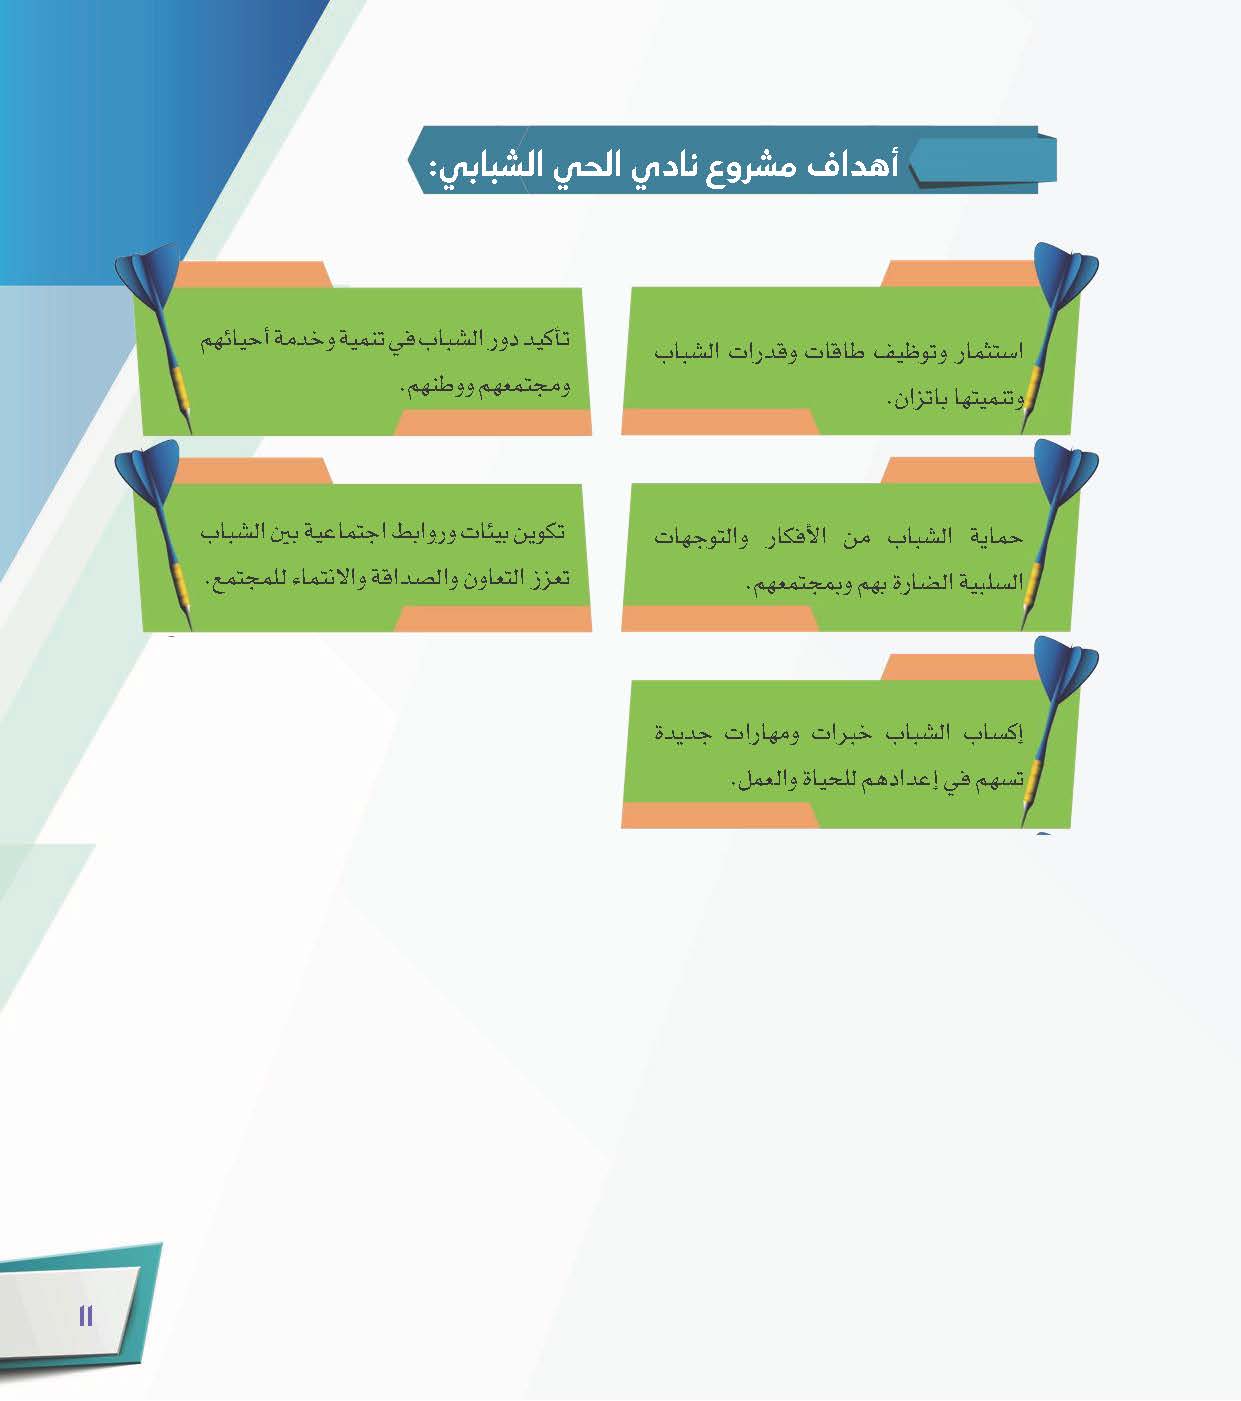 أهداف مشروع نادي الحي الشبابي:
استثمار وتوظيف طاقات وقدرات الشباب
وتنميتها باتزان.
تأكيد دور الشباب في تنمية وخدمة أحيائهم
ومجتمعهم ووطنهم.
حماية الشباب من الأفكار والتوجهات
السلبية الضارة بهم وبمجتمعهم.
تكوين بيئات وروابط اجتماعية بين الشباب
تعزز التعاون والصداقة والانتماء للمجتمع.
إكساب الشباب خبرات ومهارات جديدة
تسهم في إعدادهم للحياة والعمل.
١١